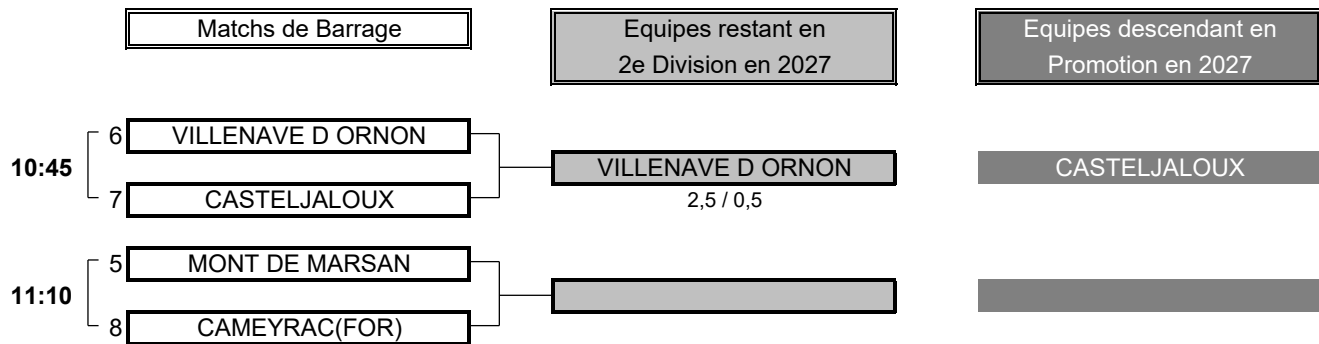 Matchs de Barrage
Equipes restant en
2e Division en 2027
Equipes descendant en
Promotion en 2027
10:45
6 VILLENAVE D ORNON
7 CASTELJALOUX
VILLENAVE D ORNON
2,5 / 0,5
CASTELJALOUX
11:10
5 MONT DE MARSAN
8 CAMEYRAC(FOR)